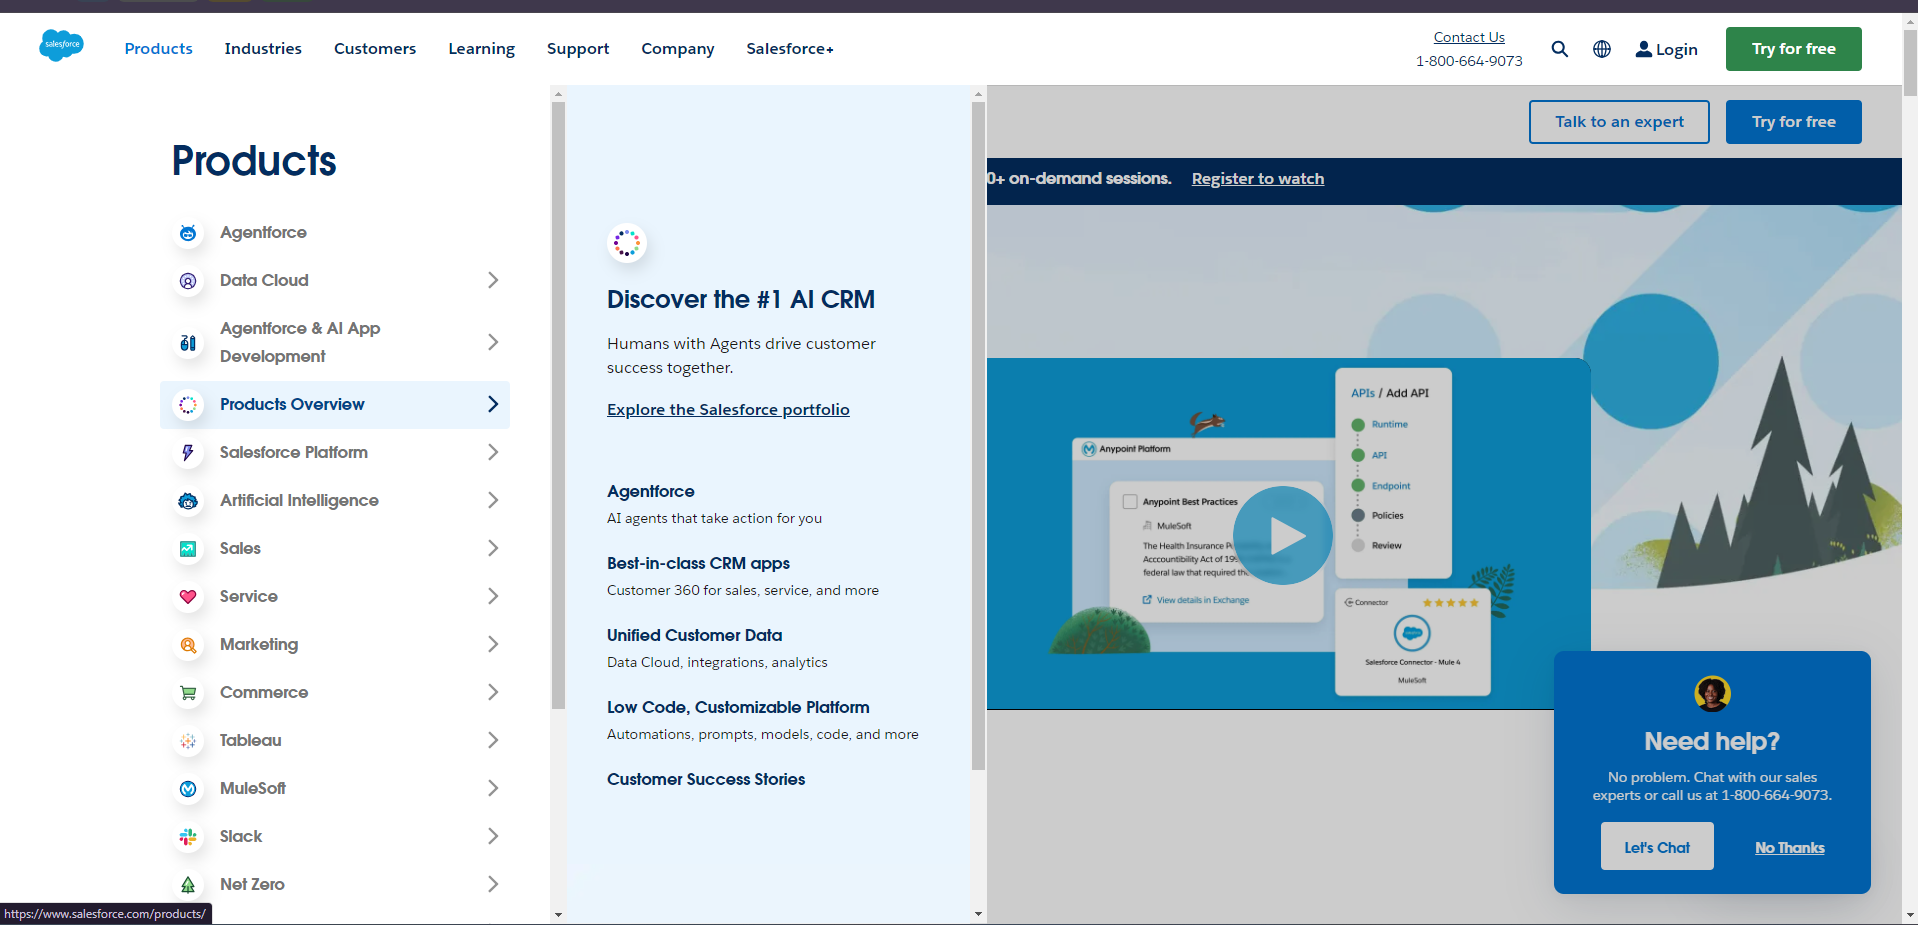 salesforce
Products
Industries
Customers
Learning
Support
Company
Salesforce+
Contact Us
1-800-664-9073
Login
Try for free
Products
Agentforce
Data Cloud
Agentforce & AI App
Development
Products Overview
Salesforce Platform
Artificial Intelligence
Sales
Service
Marketing
Commerce
Tableau
MuleSoft
Slack
Net Zero
https://www.salesforce.com/products/
Discover the #1 AI CRM
Humans with Agents drive customer
success together.
Explore the Salesforce portfolio
Agentforce
AI agents that take action for you
Best-in-class CRM apps
Customer 360 for sales, service, and more
Unified Customer Data
Data Cloud, integrations, analytics
Low Code, Customizable Platform
Automations, prompts, models, code, and more
Customer Success Stories
Talk to an expert
Try for free
0+ on-demand sessions.
Register to watch
Anypoint Platform
Anypoint Best Practices
MuleSoft
The Health Insurance
Acccountibility Act of
federal law that required
View details in Exchange
APIs / Add API
Runtime
API
Endpoint
Policies
Review
Connector
Salesforce Connector - Mule 4
MuleSoft
Need help?
No problem. Chat with our sales
experts or call us at 1-800-664-9073.
Let's Chat
No Thanks